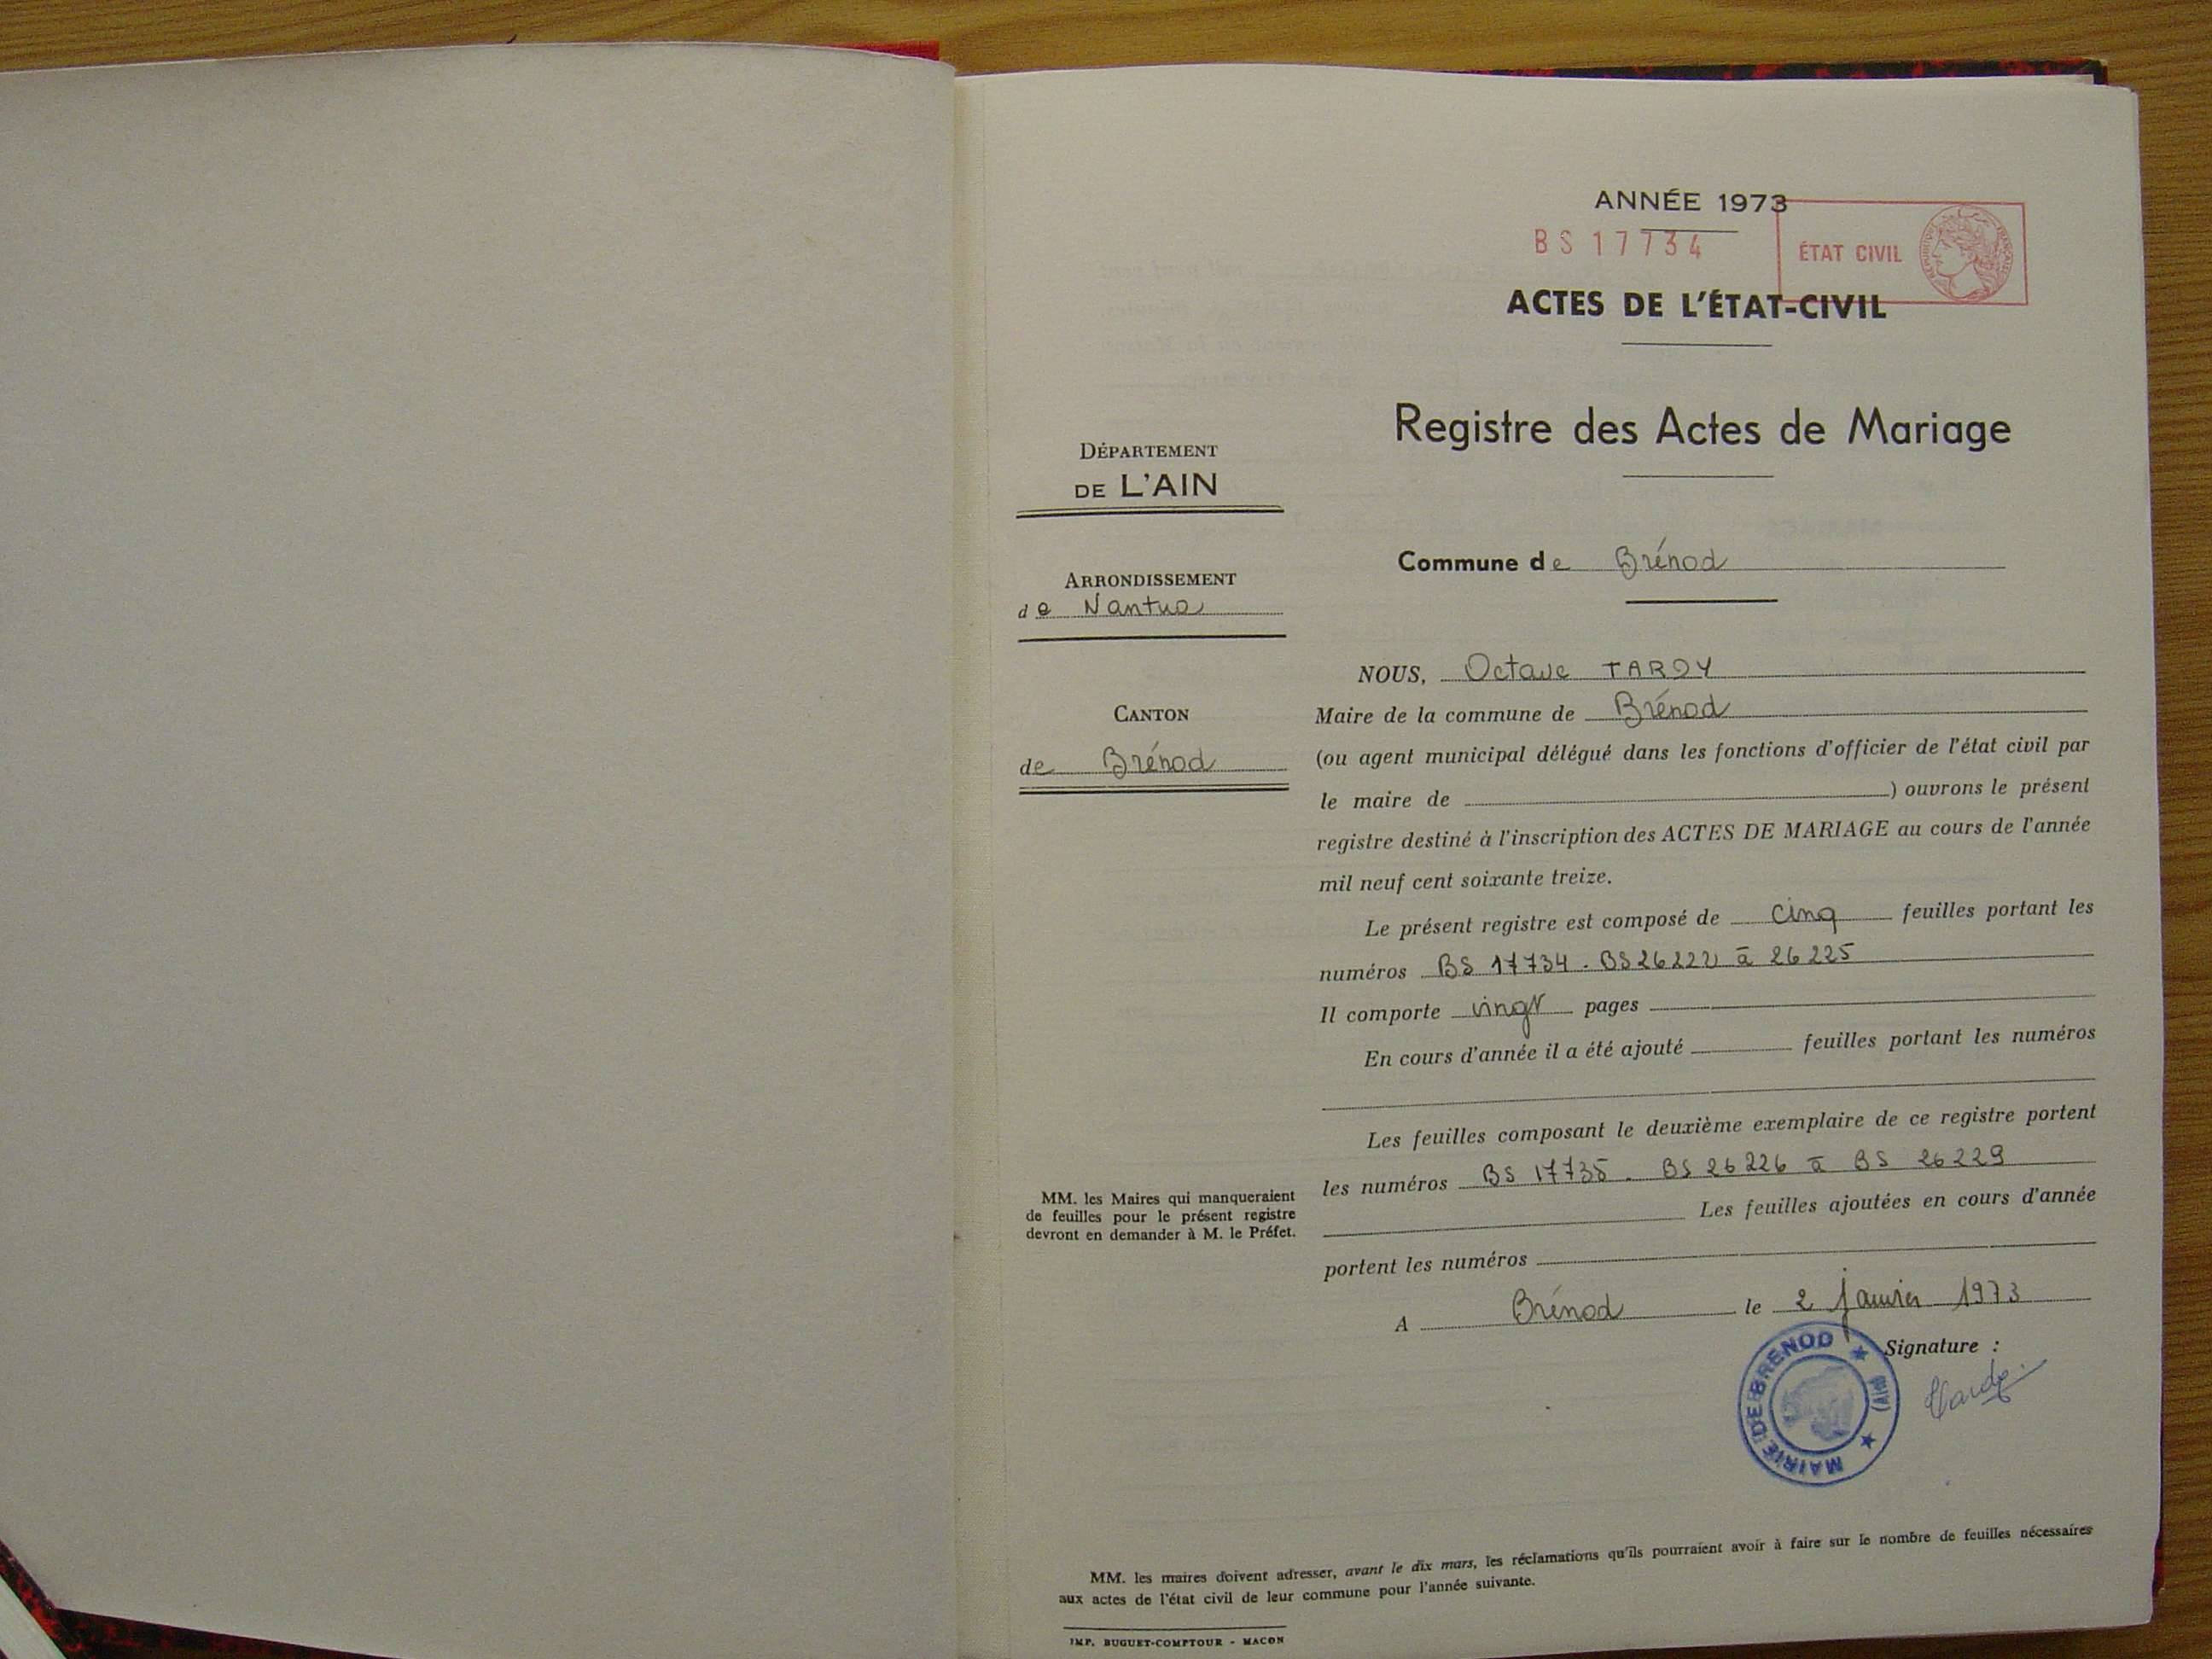 ANNÉE 1973
BS 17734
ÉTAT CIVIL
RÉPUBLIQUE FRANÇAISE
ACTES DE L'ÉTAT-CIVIL
Registre des Actes de Mariage
DÉPARTEMENT
DE L'AIN
ARRONDISSEMENT
de Nantua
CANTON
de Brénod
MM. les Maires qui manqueraient
de feuilles pour le présent registre
devront en demander à M. le Préfet.
Commune de Brénod
NOUS, Octave TARDY
Maire de la commune de Brénod
(ou agent municipal délégué dans les fonctions d'officier de l'état civil par
le maire de ) ouvrons le présent
registre destiné à l'inscription des ACTES DE MARIAGE au cours de l'année
mil neuf cent soixante treize.
Le présent registre est composé de cinq feuilles portant les
numéros BS 17734 . BS 26222 à 26225
Il comporte vingt pages
En cours d'année il a été ajouté feuilles portant les numéros
Les feuilles composant le deuxième exemplaire de ce registre portent
les numéros BS 17735 . BS 26226 à BS 26229
Les feuilles ajoutées en cours d'année
portent les numéros
A Brénod le 2 janvier 1973
Signature :
MAIRIE DE BRENOD ★ (AIN) ★
Tardy
MM. les maires doivent adresser, avant le dix mars, les réclamations qu'ils pourraient avoir à faire sur le nombre de feuilles nécessaires
aux actes de l'état civil de leur commune pour l'année suivante.
IMP. BUGUET-COMPTOUR - MACON